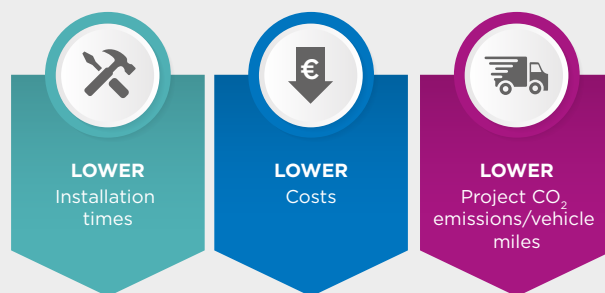 €
LOWER
Installation
times
LOWER
Costs
LOWER
Project CO₂
emissions/vehicle
miles